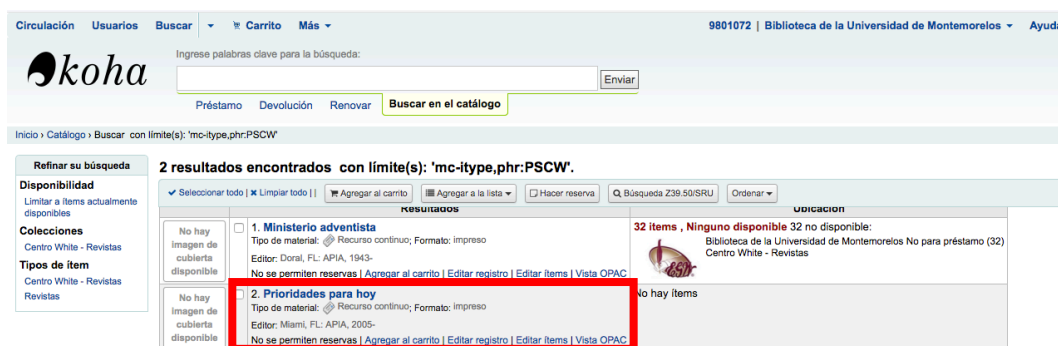 Circulación Usuarios Buscar Carrito Más 9801072 | Biblioteca de la Universidad de Montemorelos Ayuda
koha
Ingrese palabras clave para la búsqueda:
Enviar
Préstamo Devolución Renovar Buscar en el catálogo
Inicio › Catálogo › Buscar con límite(s): 'mc-itype,phr:PSCW'
Refinar su búsqueda
Disponibilidad
Limitar a ítems actualmente
disponibles
Colecciones
Centro White - Revistas
Tipos de ítem
Centro White - Revistas
Revistas
2 resultados encontrados con límite(s): 'mc-itype,phr:PSCW'.
Seleccionar todo | Limpiar todo | | Agregar al carrito Agregar a la lista Hacer reserva Búsqueda Z39.50/SRU Ordenar
Resultados Ubicación
No hay
imagen de
cubierta
disponible
1. Ministerio adventista
Tipo de material: Recurso continuo; Formato: impreso
Editor: Doral, FL: APIA, 1943-
No se permiten reservas | Agregar al carrito | Editar registro | Editar ítems | Vista OPAC
32 items , Ninguno disponible 32 no disponible:
Biblioteca de la Universidad de Montemorelos No para préstamo (32)
Centro White - Revistas
No hay
imagen de
cubierta
disponible
2. Prioridades para hoy
Tipo de material: Recurso continuo; Formato: impreso
Editor: Miami, FL: APIA, 2005-
No se permiten reservas | Agregar al carrito | Editar registro | Editar ítems | Vista OPAC
No hay ítems